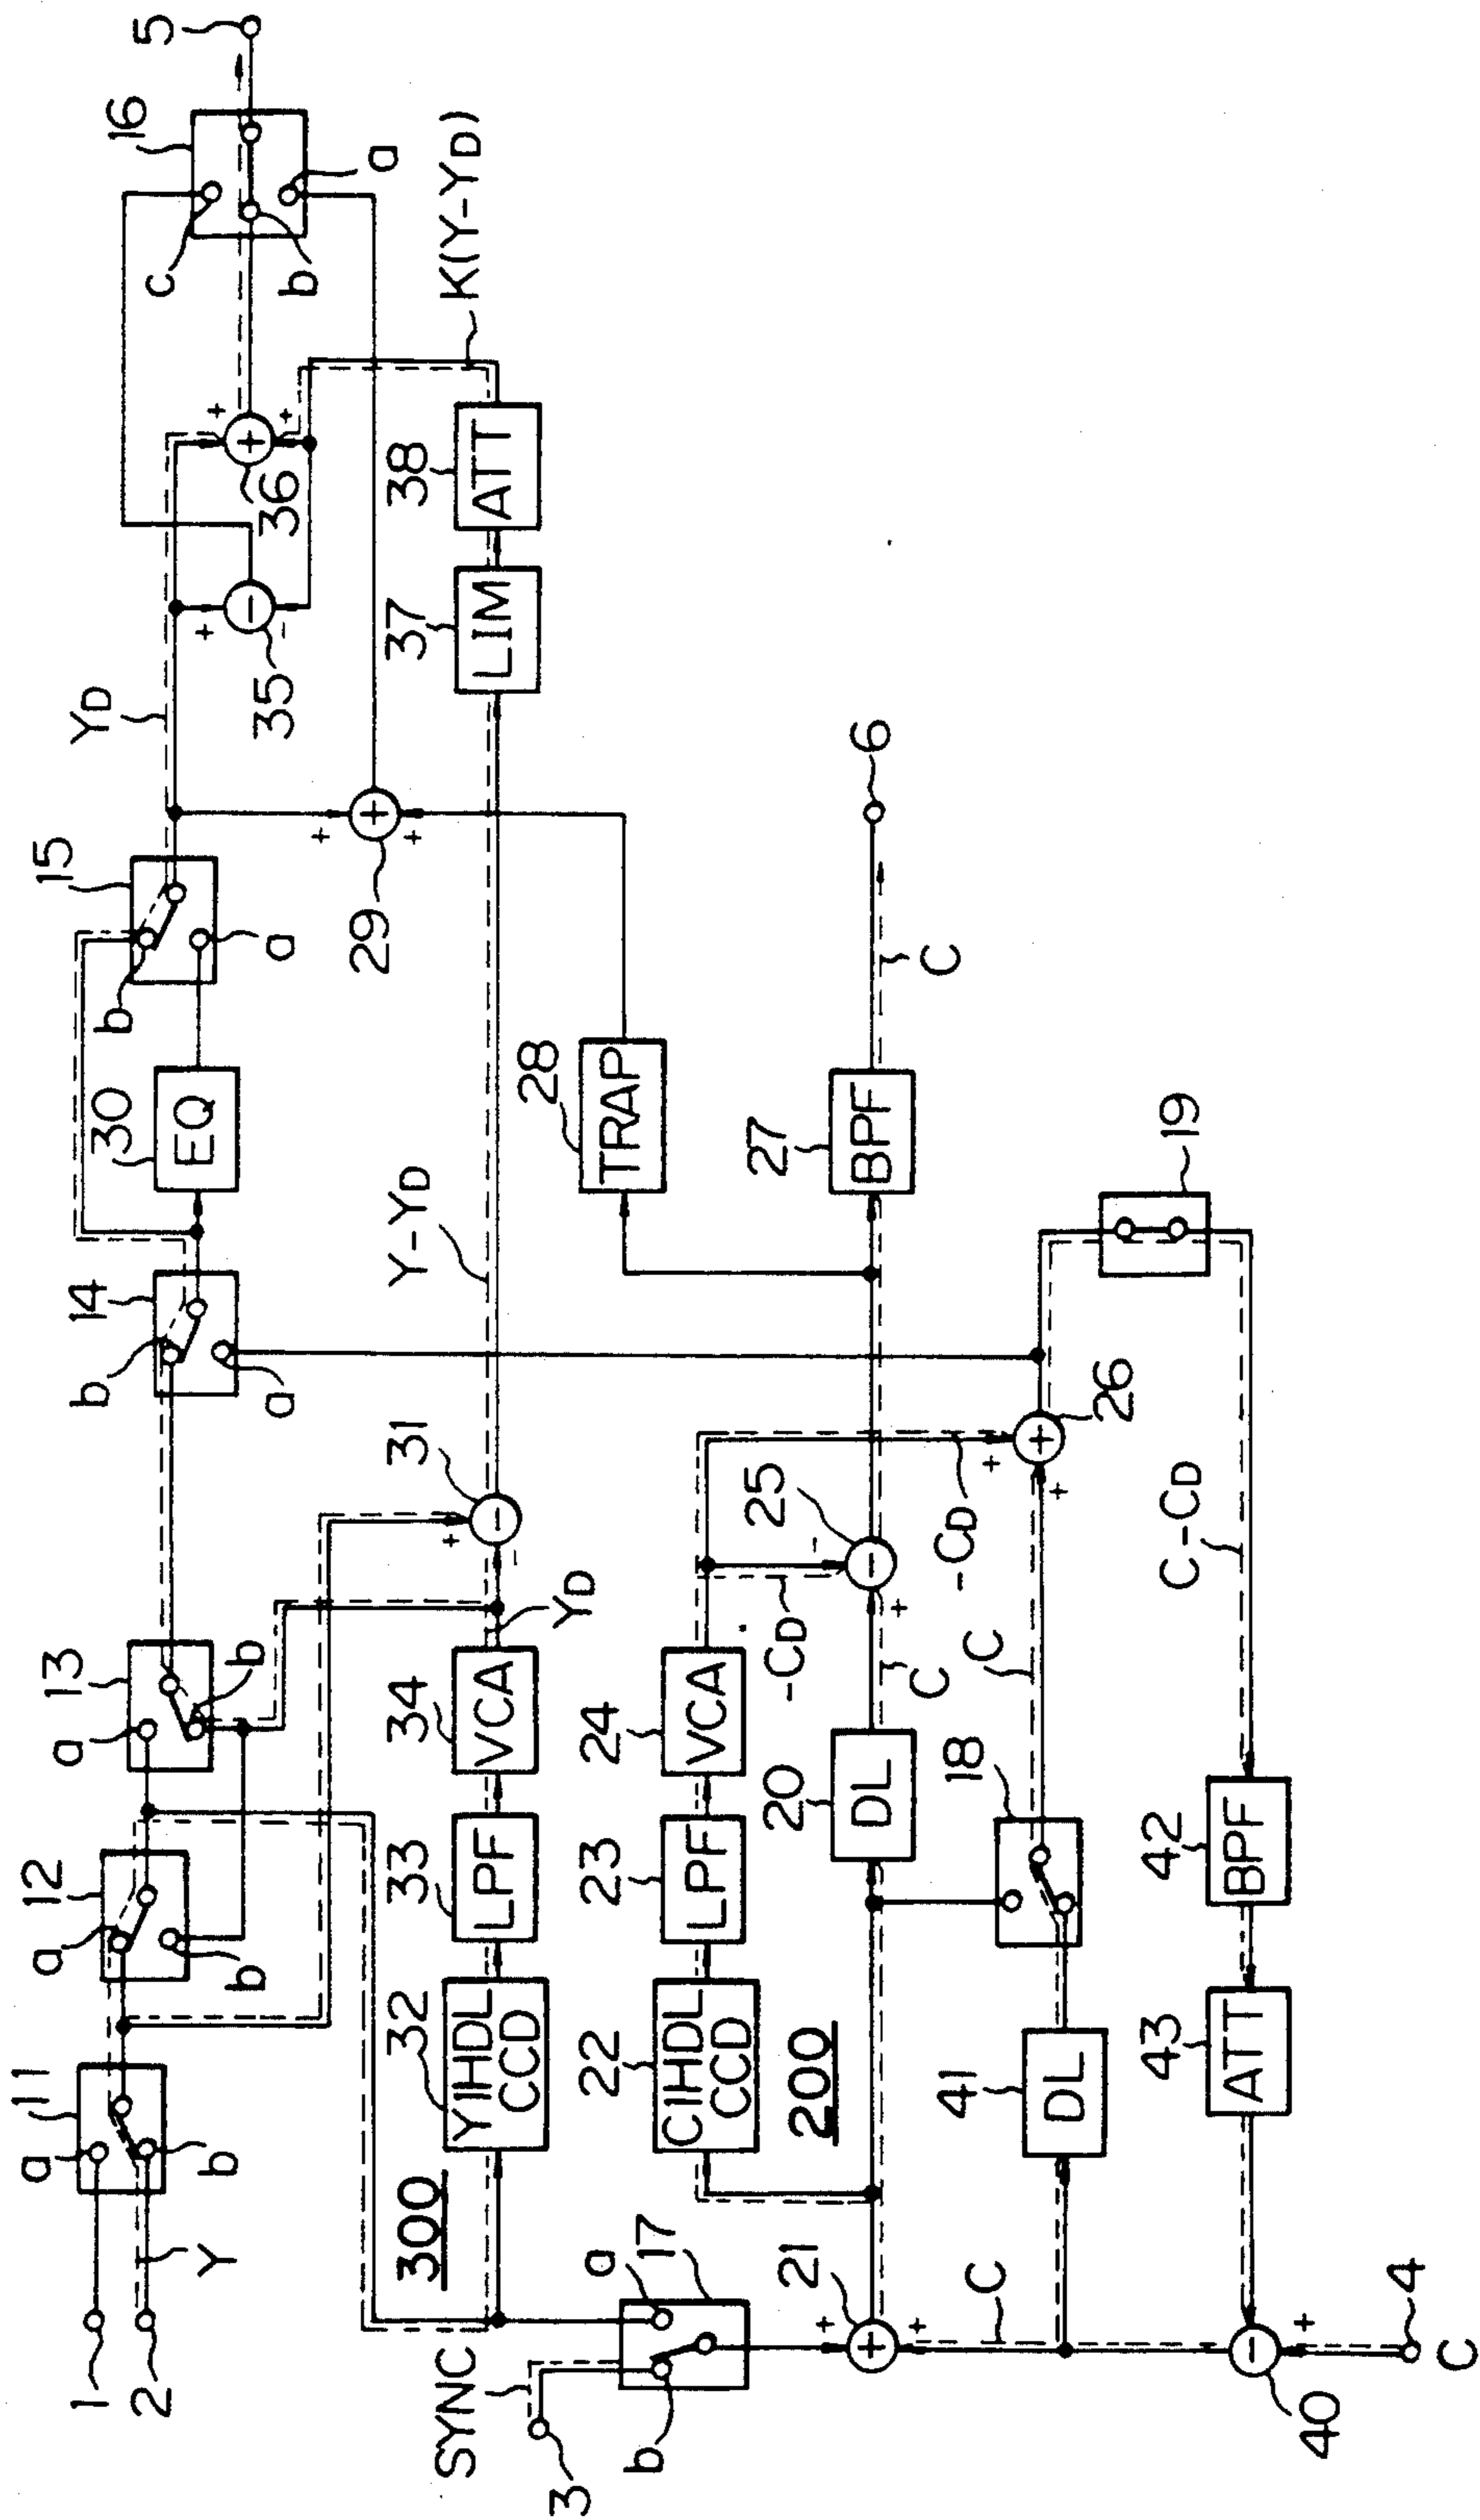 1
2
Y
a
11
b
a
12
b
a
13
b
b
14
a
30
EQ
b
15
a
YD
35
36
c
16
b
a
5
K(Y-YD)
300
32
Y1HDL
CCD
33
LPF
34
VCA
YD
31
Y-YD
29
37
LIM
38
ATT
SYNC
3
a
17
b
22
C1HDL
CCD
23
LPF
24
VCA
-CD
25
28
TRAP
200
21
20
DL
C
-CD
27
BPF
C
6
C
41
DL
18
C
26
19
40
43
ATT
42
BPF
C-CD
4
C